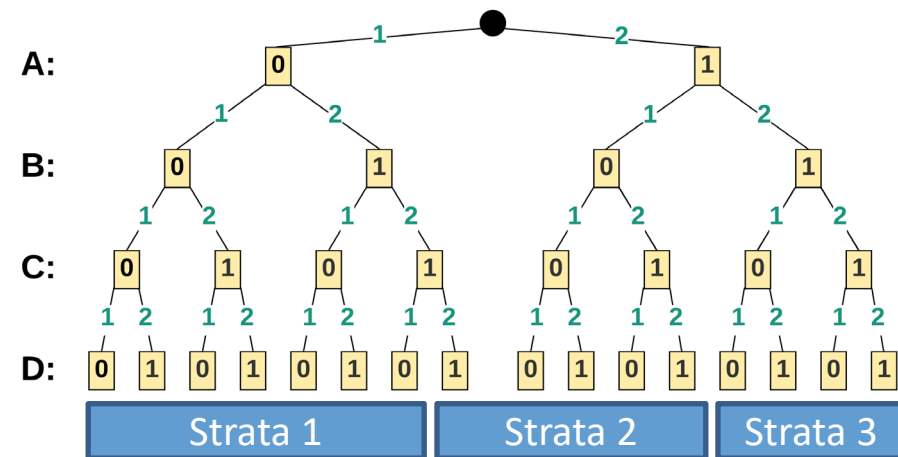 1 2
A: 0 1
1 2 1 2
B: 0 1 0 1
1 2 1 2 1 2 1 2
C: 0 1 0 1 0 1 0 1
1 2 1 2 1 2 1 2 1 2 1 2 1 2 1 2
D: 0 1 0 1 0 1 0 1 0 1 0 1 0 1 0 1
Strata 1 Strata 2 Strata 3